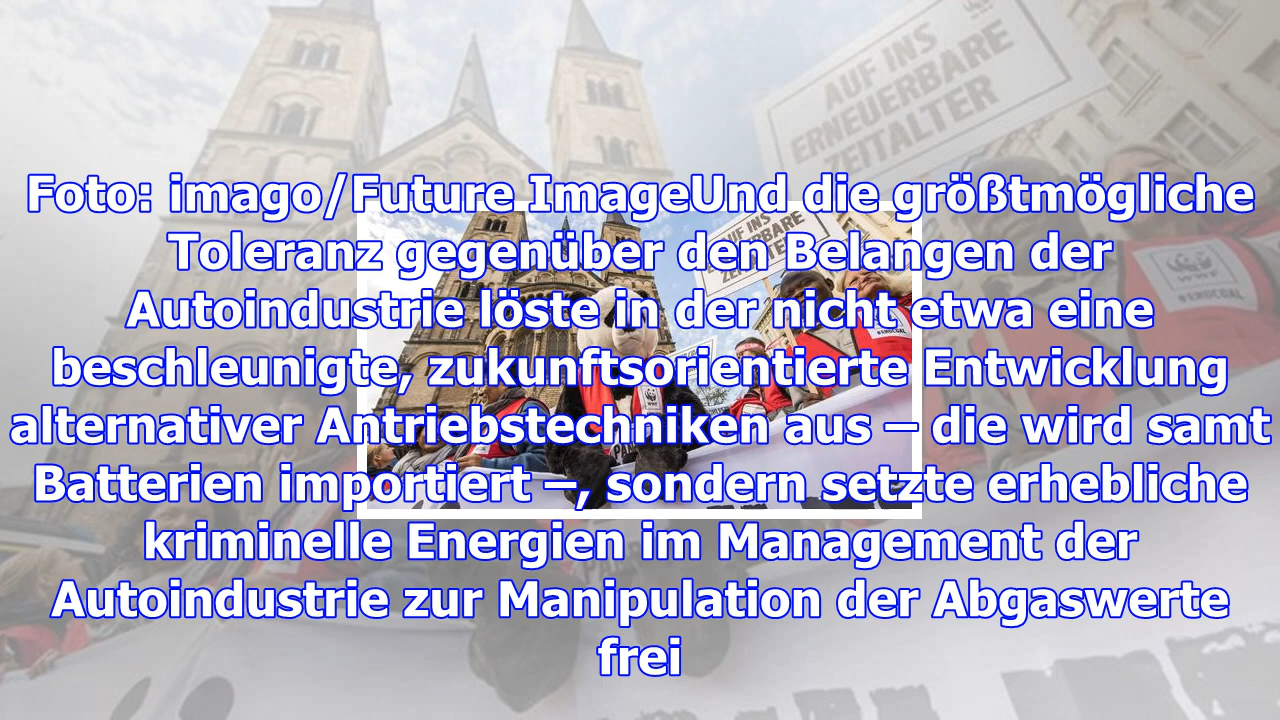 AUF INS
ERNEUERBARE
ZEITALTER
WWF
#ENDCOAL
Foto: imago/Future ImageUnd die größtmögliche
Toleranz gegenüber den Belangen der
Autoindustrie löste in der nicht etwa eine
beschleunigte, zukunftsorientierte Entwicklung
alternativer Antriebstechniken aus – die wird samt
Batterien importiert –, sondern setzte erhebliche
kriminelle Energien im Management der
Autoindustrie zur Manipulation der Abgaswerte
frei